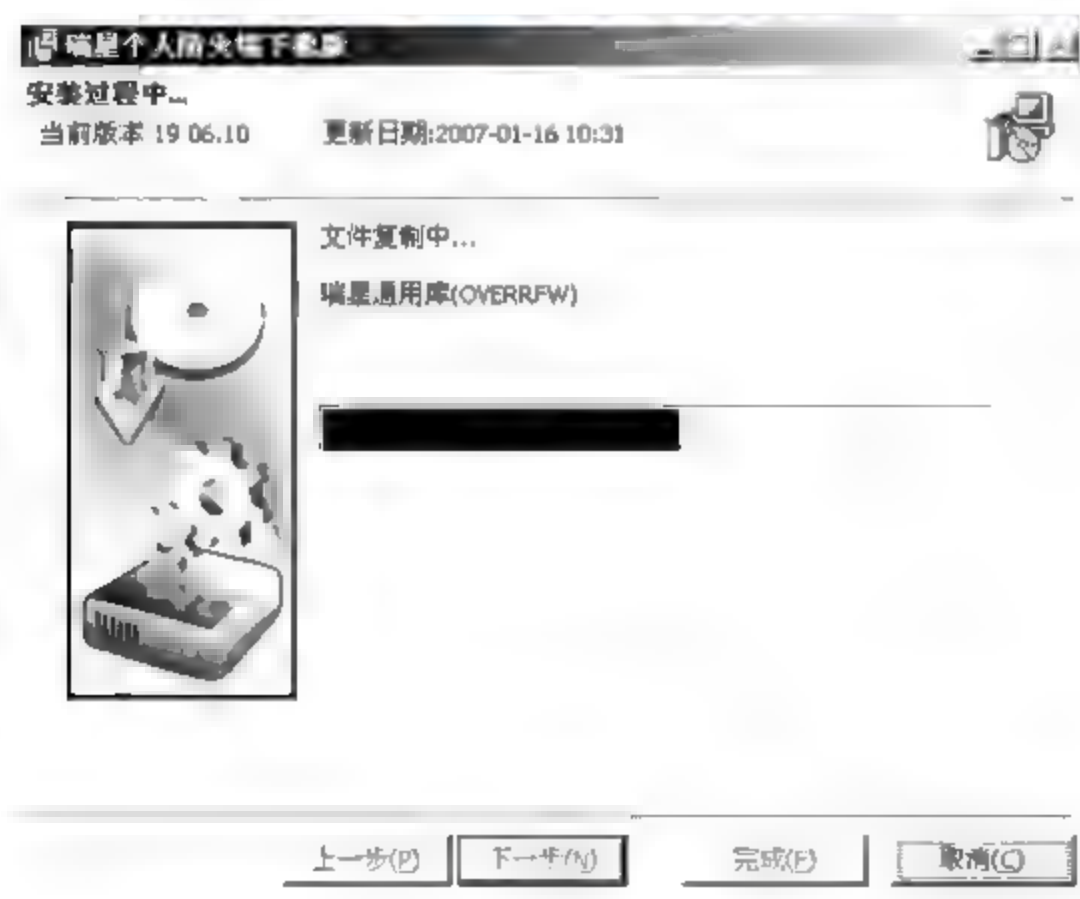 瑞星个人防火墙下载版
安装过程中...
当前版本 19 06.10 更新日期:2007-01-16 10:31
文件复制中...
瑞星通用库(OVERRFW)
上一步(P) 下一步(N) 完成(F) 取消(C)